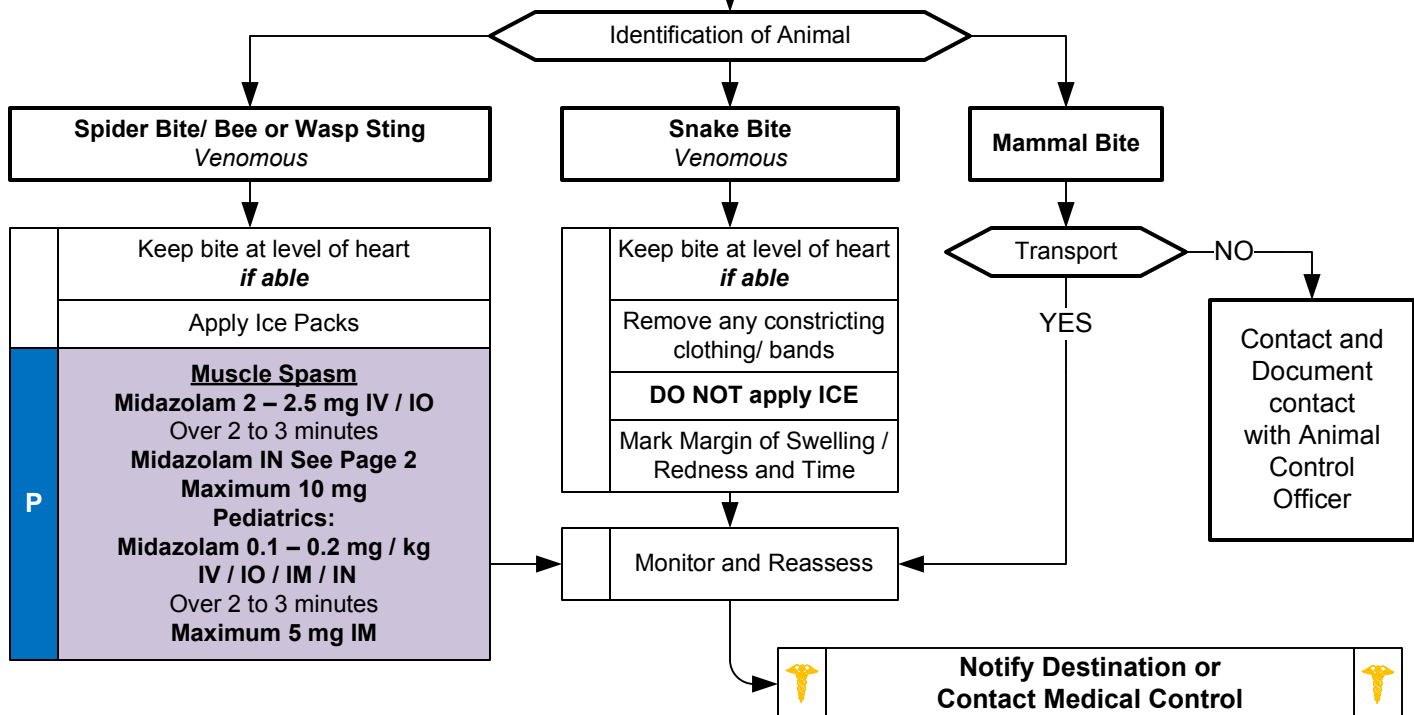 Identification of Animal
Spider Bite/ Bee or Wasp Sting
Venomous
Keep bite at level of heart
if able
Apply Ice Packs
P
Muscle Spasm
Midazolam 2 – 2.5 mg IV / IO
Over 2 to 3 minutes
Midazolam IN See Page 2
Maximum 10 mg
Pediatrics:
Midazolam 0.1 – 0.2 mg / kg
IV / IO / IM / IN
Over 2 to 3 minutes
Maximum 5 mg IM
Snake Bite
Venomous
Keep bite at level of heart
if able
Remove any constricting
clothing/ bands
DO NOT apply ICE
Mark Margin of Swelling /
Redness and Time
Mammal Bite
Transport
NO
YES
Contact and
Document
contact
with Animal
Control
Officer
Monitor and Reassess
Notify Destination or
Contact Medical Control